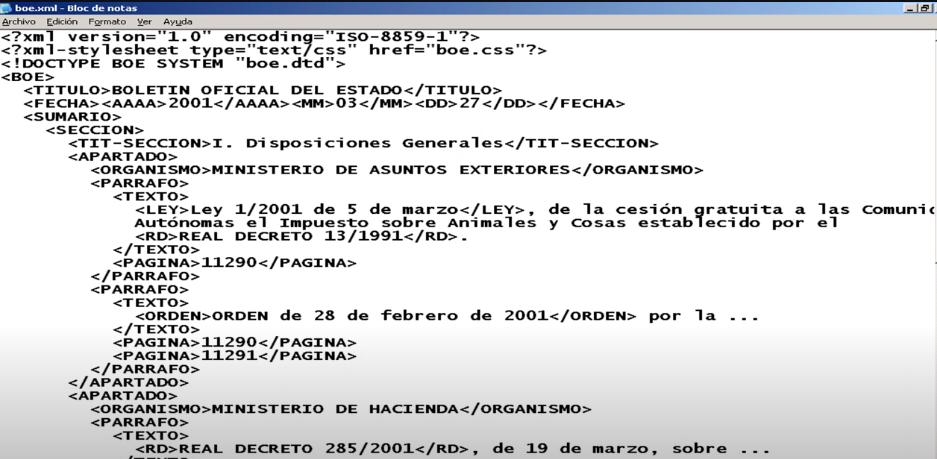 boe.xml - Bloc de notas
Archivo Edición Formato Ver Ayuda
<?xml version="1.0" encoding="ISO-8859-1"?>
<?xml-stylesheet type="text/css" href="boe.css"?>
<!DOCTYPE BOE SYSTEM "boe.dtd">
<BOE>
<TITULO>BOLETIN OFICIAL DEL ESTADO</TITULO>
<FECHA><AAAA>2001</AAAA><MM>03</MM><DD>27</DD></FECHA>
<SUMARIO>
<SECCION>
<TIT-SECCION>I. Disposiciones Generales</TIT-SECCION>
<APARTADO>
<ORGANISMO>MINISTERIO DE ASUNTOS EXTERIORES</ORGANISMO>
<PARRAFO>
<TEXTO>
<LEY>Ley 1/2001 de 5 de marzo</LEY>, de la cesión gratuita a las
Autónomas el Impuesto sobre Animales y Cosas establecido por el
<RD>REAL DECRETO 13/1991</RD>.
</TEXTO>
<PAGINA>11290</PAGINA>
</PARRAFO>
<PARRAFO>
<TEXTO>
<ORDEN>ORDEN de 28 de febrero de 2001</ORDEN> por la ...
</TEXTO>
<PAGINA>11290</PAGINA>
<PAGINA>11291</PAGINA>
</PARRAFO>
</APARTADO>
<APARTADO>
<ORGANISMO>MINISTERIO DE HACIENDA</ORGANISMO>
<PARRAFO>
<TEXTO>
<RD>REAL DECRETO 285/2001</RD>, de 19 de marzo, sobre ...